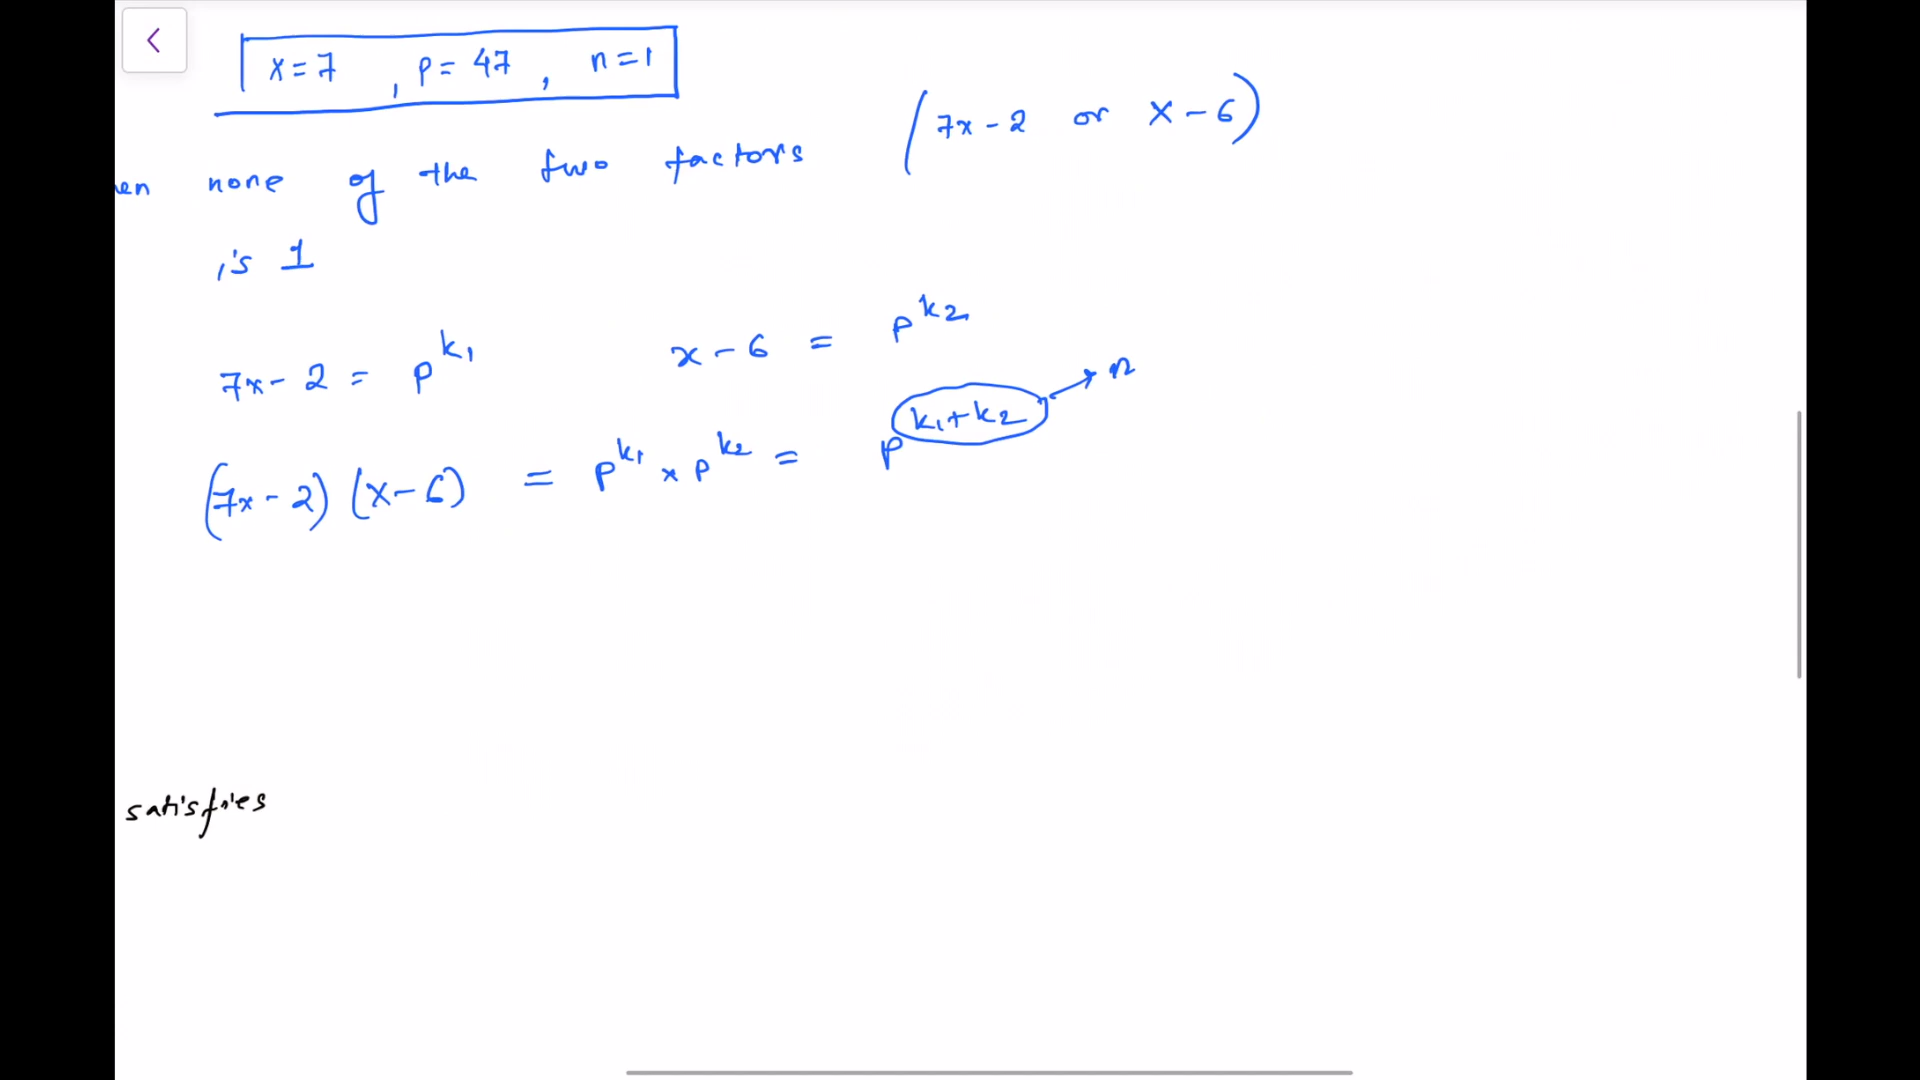 x = 7 , p = 47 , n = 1
en none of the two factors (7x - 2 or x - 6)
is 1
7x - 2 = p^k₁ x - 6 = p^k₂
(7x - 2) (x - 6) = p^k₁ × p^k₂ = p^k₁+k₂ → n
satisfies